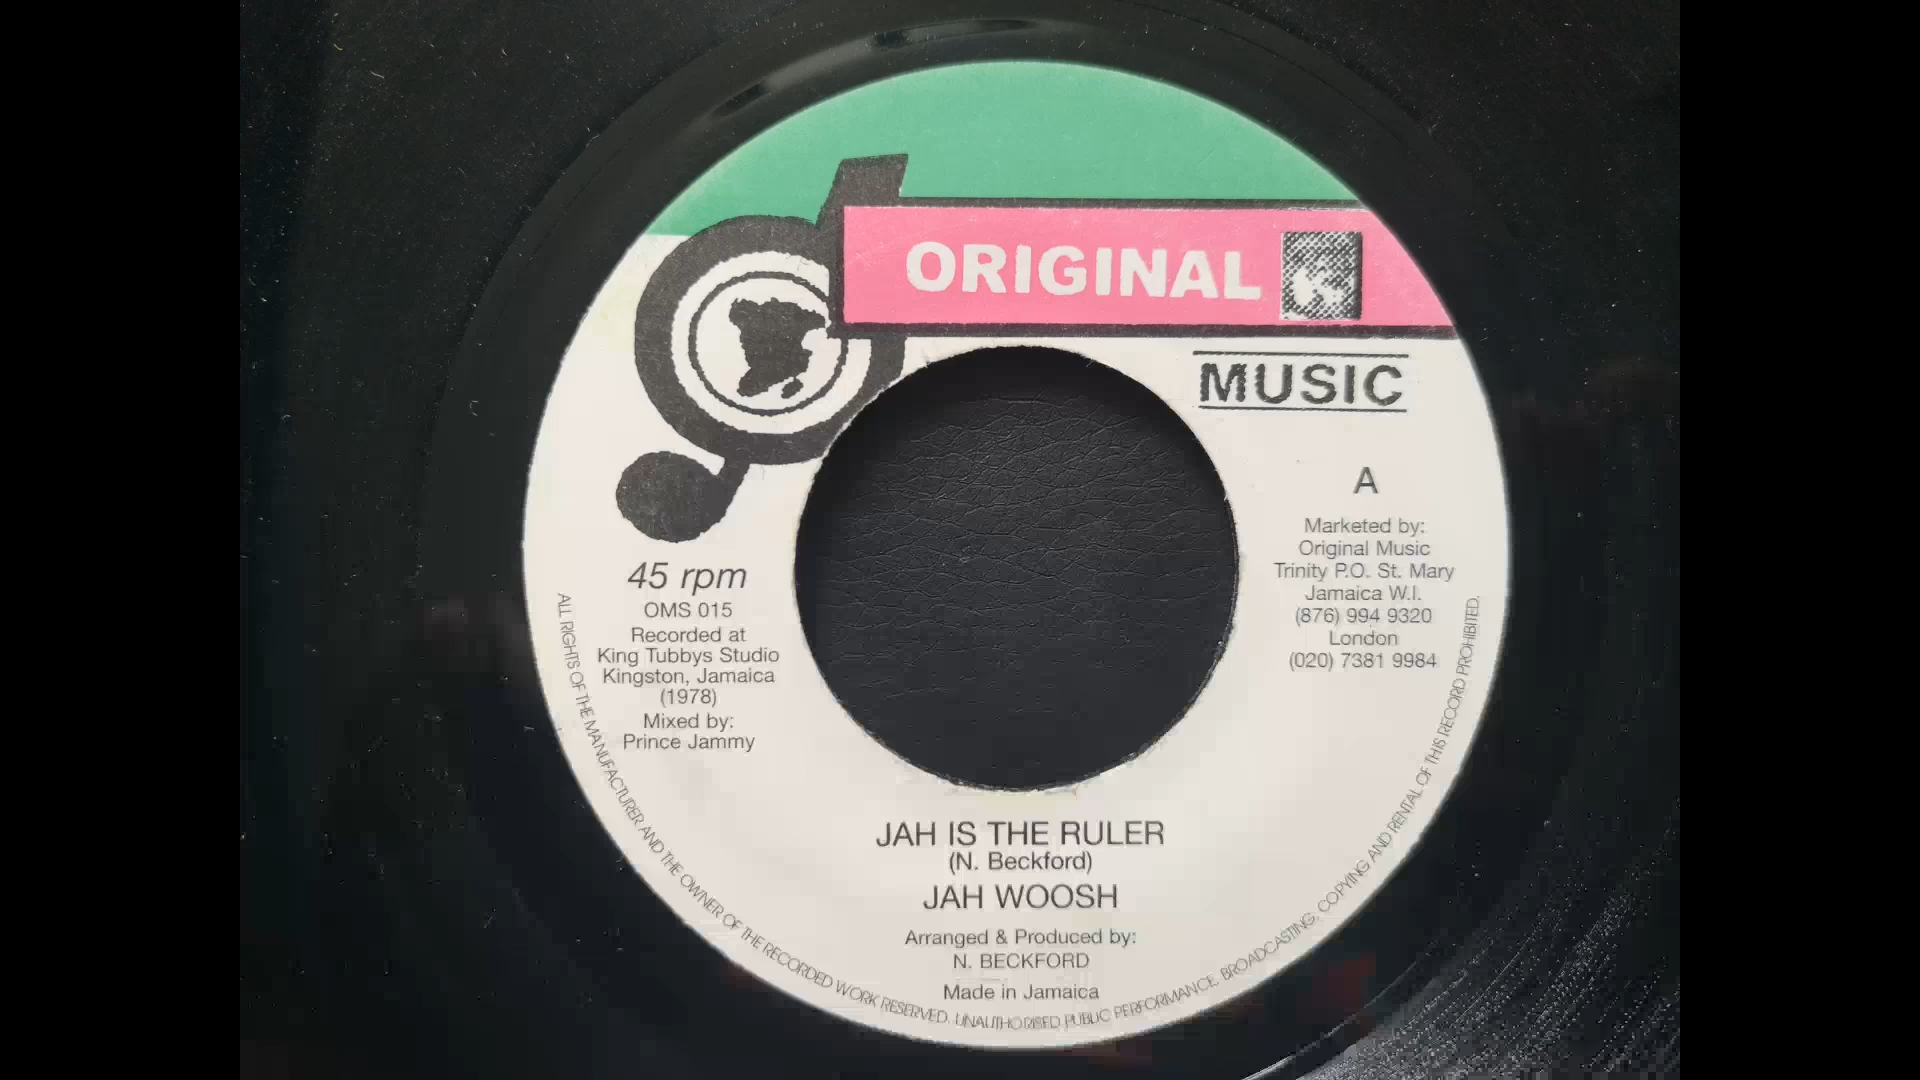 ORIGINAL
MUSIC
A
Marketed by:
Original Music
Trinity P.O. St. Mary
Jamaica W.I.
(876) 994 9320
London
(020) 7381 9984
45 rpm
OMS 015
Recorded at
King Tubbys Studio
Kingston, Jamaica
(1978)
Mixed by:
Prince Jammy
JAH IS THE RULER
(N. Beckford)
JAH WOOSH
Arranged & Produced by:
N. BECKFORD
Made in Jamaica
ALL RIGHTS OF THE MANUFACTURER AND THE OWNER OF THE RECORDED WORK RESERVED. UNAUTHORISED PUBLIC PERFORMANCE, BROADCASTING, COPYING AND RENTAL OF THIS RECORD PROHIBITED.